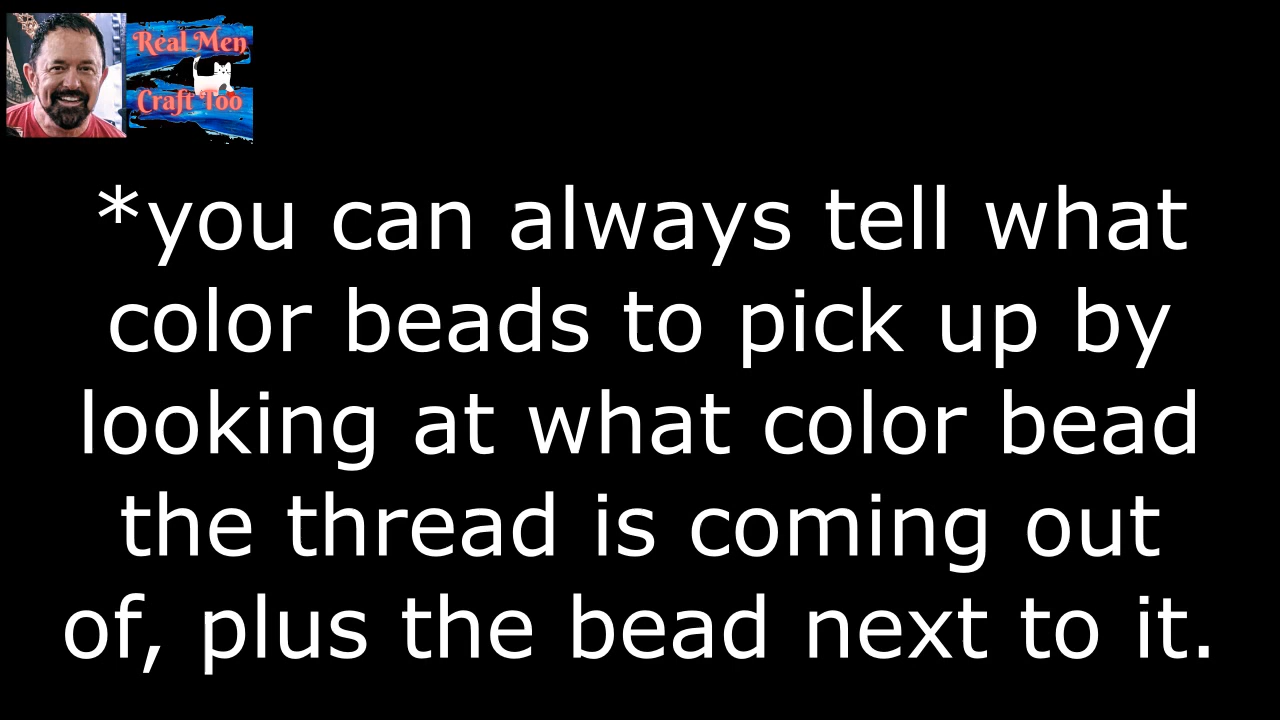 Real Men
Craft Too
*you can always tell what
color beads to pick up by
looking at what color bead
the thread is coming out
of, plus the bead next to it.